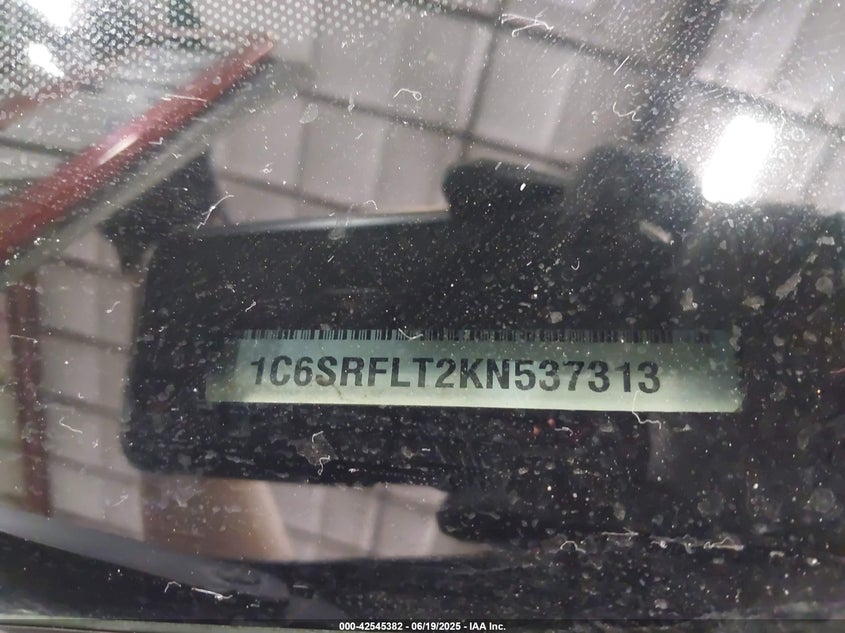 1C6SRFLT2KN537313
000-42545382 - 06/19/2025 - IAA Inc.